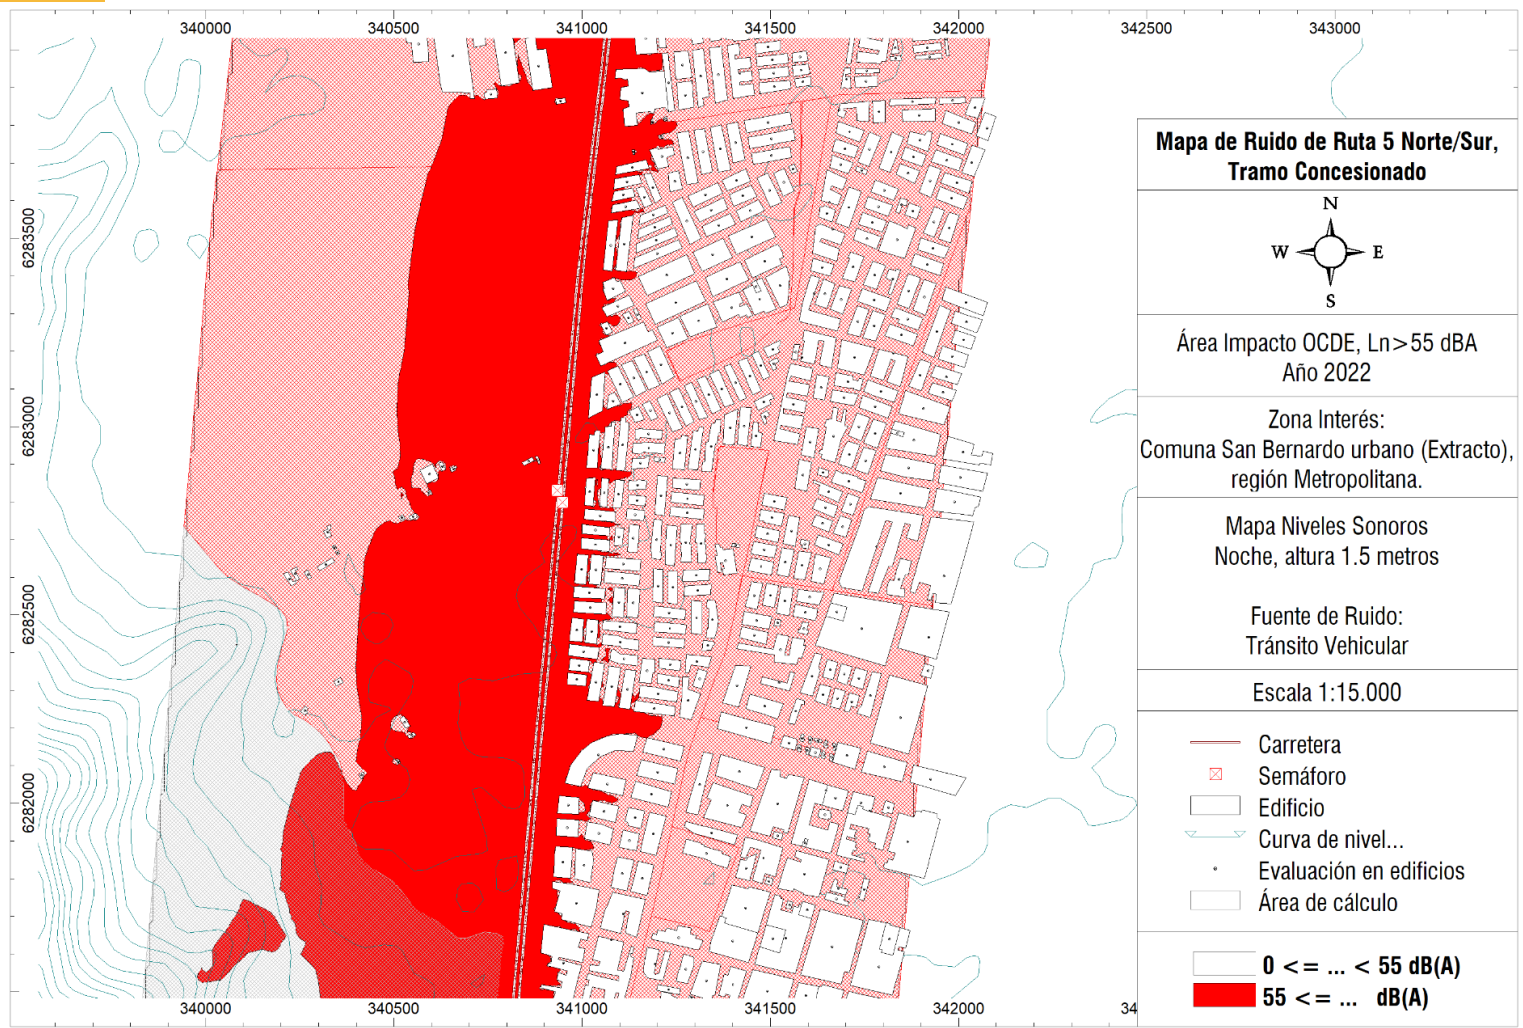 340000 340500 341000 341500 342000 342500 343000
6283500
6283000
6282500
6282000
340000 340500 341000 341500 342000 34
Mapa de Ruido de Ruta 5 Norte/Sur,
Tramo Concesionado
N
W E
S
Área Impacto OCDE, Ln>55 dBA
Año 2022
Zona Interés:
Comuna San Bernardo urbano (Extracto),
región Metropolitana.
Mapa Niveles Sonoros
Noche, altura 1.5 metros
Fuente de Ruido:
Tránsito Vehicular
Escala 1:15.000
Carretera
Semáforo
Edificio
Curva de nivel...
Evaluación en edificios
Área de cálculo
0 <= ... < 55 dB(A)
55 <= ... dB(A)